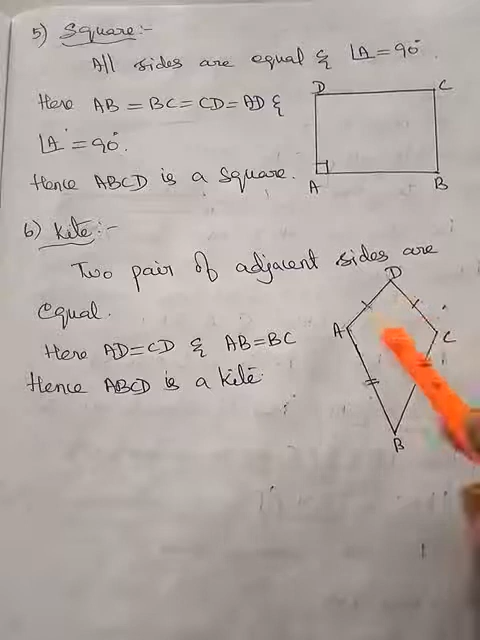 5) Square:-
All sides are equal & ∠A = 90°.
Here AB = BC = CD = AD &
∠A = 90°.
Hence ABCD is a Square.
D C
A B
6) Kite:-
Two pair of adjacent sides are
equal.
Here AD = CD & AB = BC
Hence ABCD is a Kite.
D
A C
B